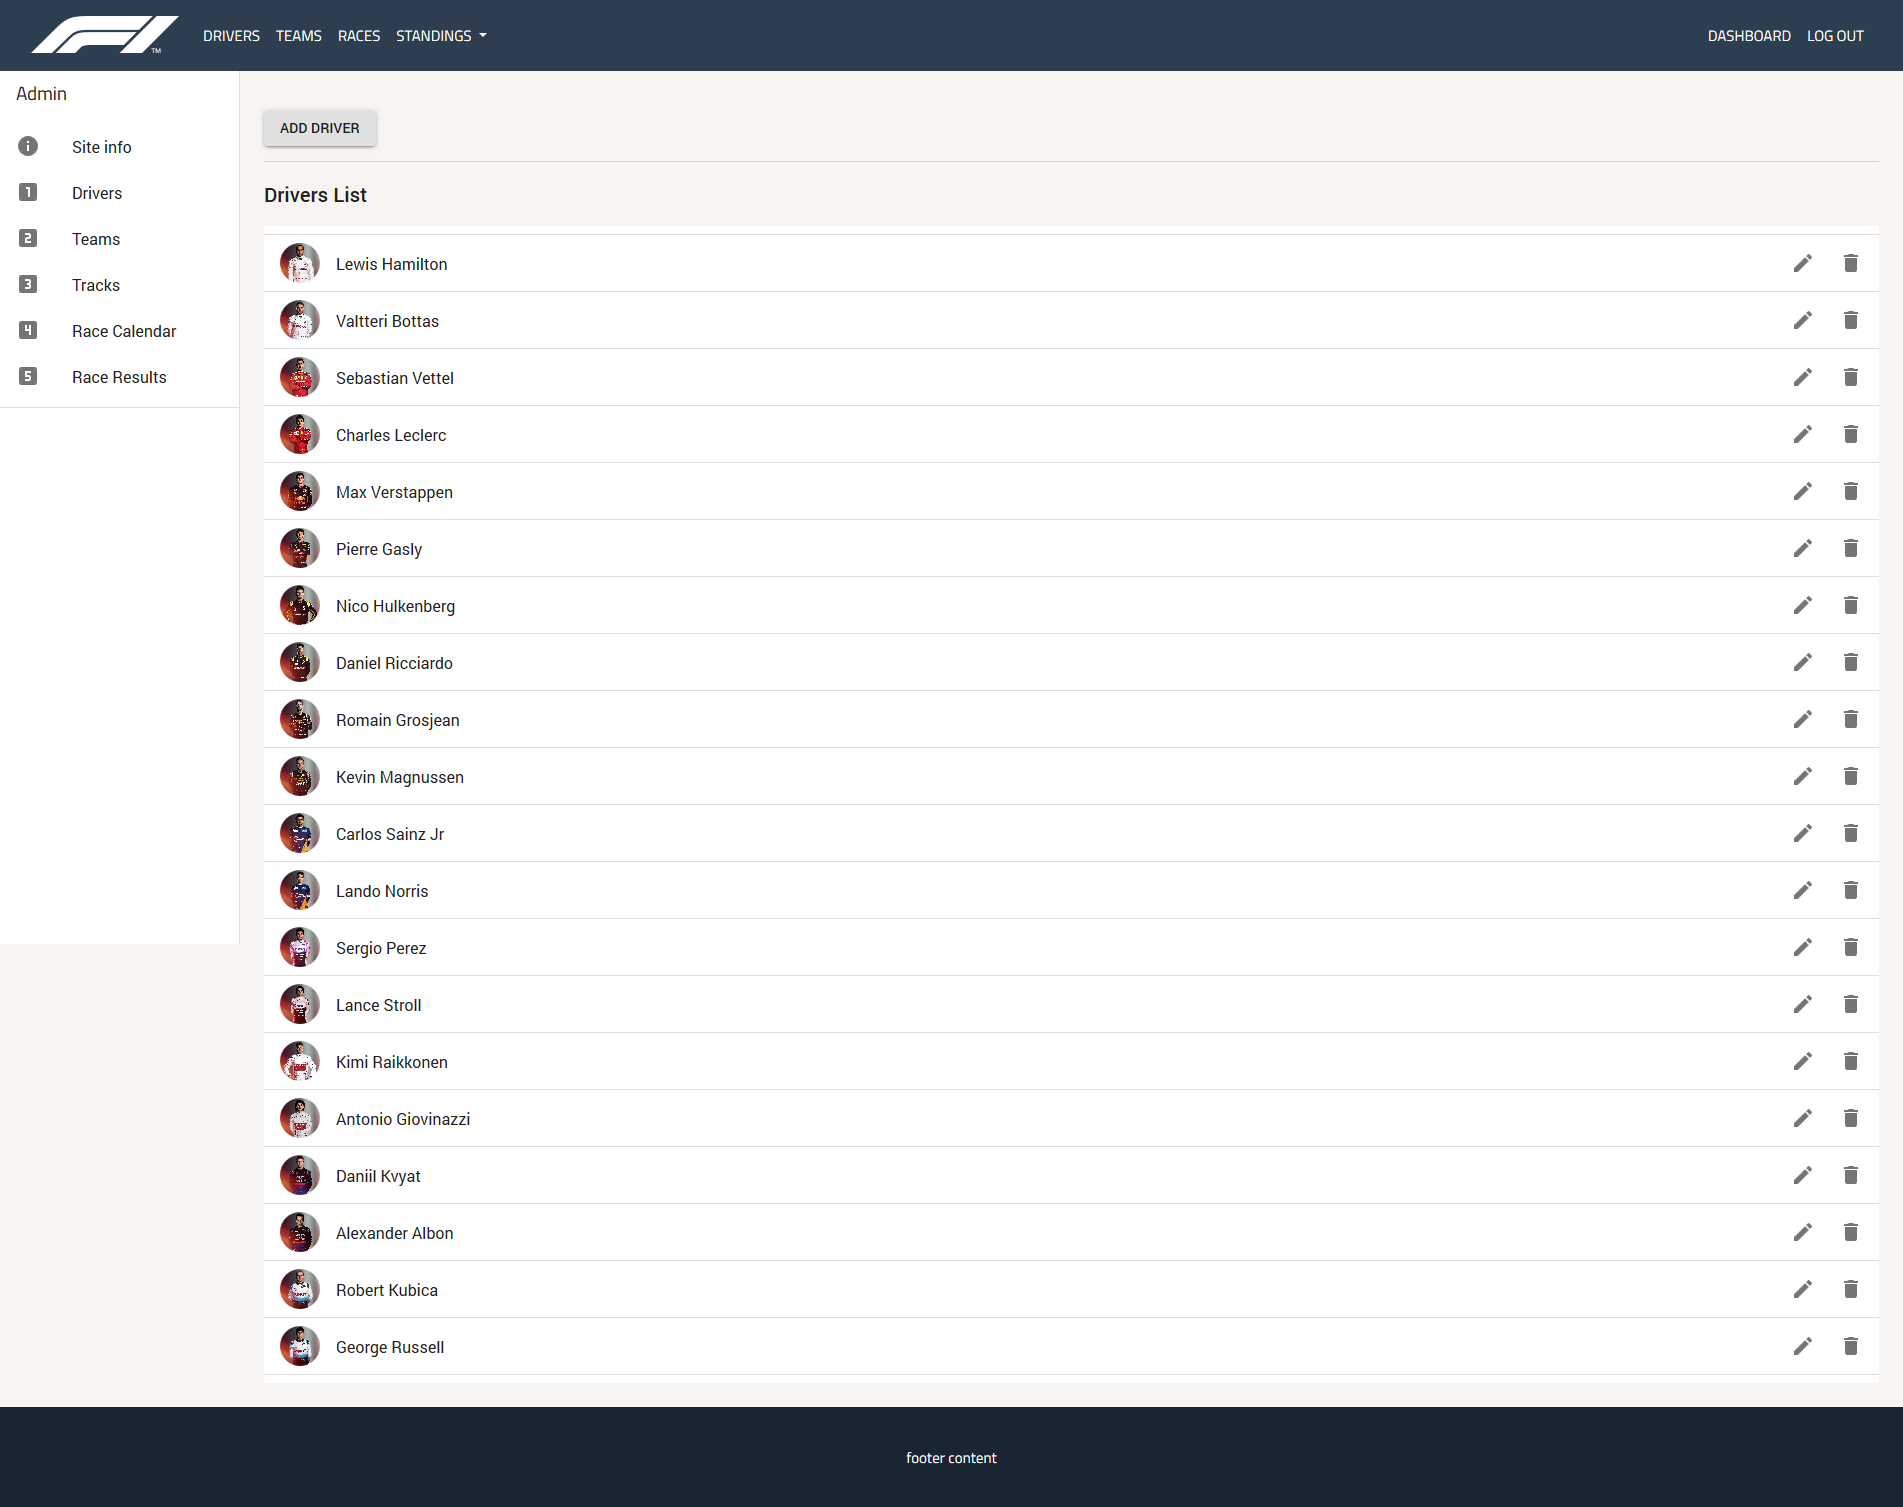 F1 TM
DRIVERS TEAMS RACES STANDINGS DASHBOARD LOG OUT
Admin
Site info
1 Drivers
2 Teams
3 Tracks
4 Race Calendar
5 Race Results
ADD DRIVER
Drivers List
Lewis Hamilton
Valtteri Bottas
Sebastian Vettel
Charles Leclerc
Max Verstappen
Pierre Gasly
Nico Hulkenberg
Daniel Ricciardo
Romain Grosjean
Kevin Magnussen
Carlos Sainz Jr
Lando Norris
Sergio Perez
Lance Stroll
Kimi Raikkonen
Antonio Giovinazzi
Daniil Kvyat
Alexander Albon
Robert Kubica
George Russell
footer content